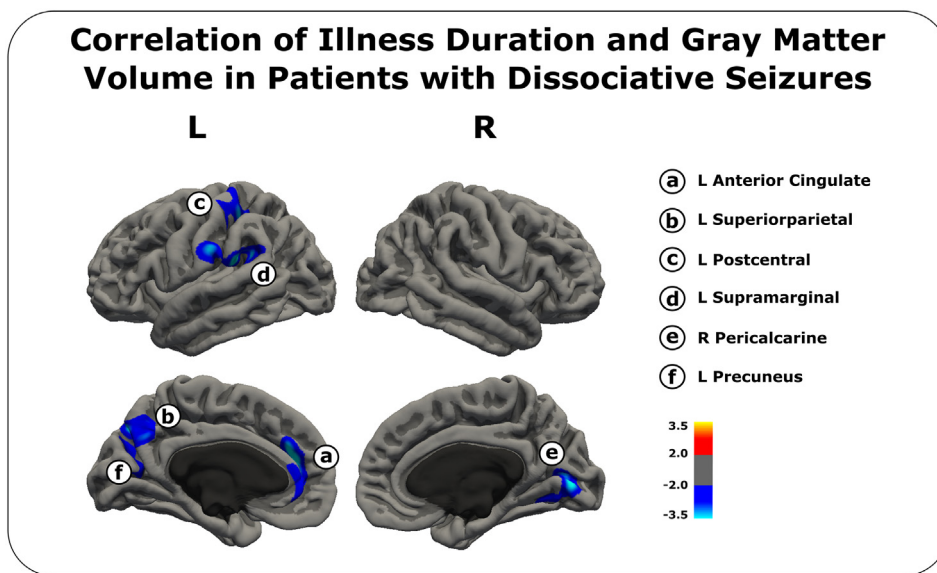 Correlation of Illness Duration and Gray Matter
Volume in Patients with Dissociative Seizures
L R
c
d
b
a
f
e
a L Anterior Cingulate
b L Superiorparietal
c L Postcentral
d L Supramarginal
e R Pericalcarine
f L Precuneus
3.5
2.0
-2.0
-3.5